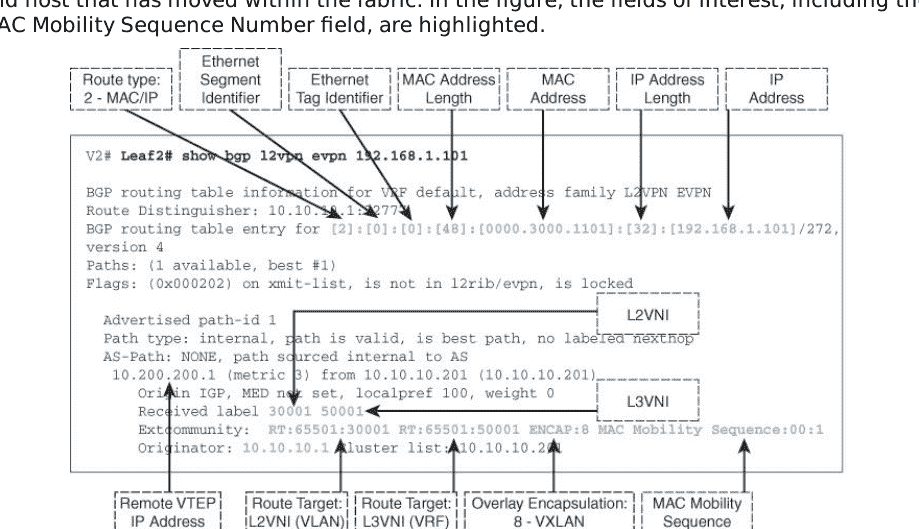 nd host that has moved within the fabric. In the figure, the fields of interest, including the
AC Mobility Sequence Number field, are highlighted.
Route type:
2 - MAC/IP
Ethernet
Segment
Identifier
Ethernet
Tag Identifier
MAC Address
Length
MAC
Address
IP Address
Length
IP
Address
V2# Leaf2# show bgp l2vpn evpn 192.168.1.101
BGP routing table information for VRF default, address family L2VPN EVPN
Route Distinguisher: 10.10.10.1:32777
BGP routing table entry for [2]:[0]:[0]:[48]:[0000.3000.1101]:[32]:[192.168.1.101]/272,
version 4
Paths: (1 available, best #1)
Flags: (0x000202) on xmit-list, is not in l2rib/evpn, is locked
L2VNI
Advertised path-id 1
Path type: internal, path is valid, is best path, no labeled nexthop
AS-Path: NONE, path sourced internal to AS
10.200.200.1 (metric 3) from 10.10.10.201 (10.10.10.201)
L3VNI
Origin IGP, MED not set, localpref 100, weight 0
Received label 30001 50001
Extcommunity: RT:65501:30001 RT:65501:50001 ENCAP:8 MAC Mobility Sequence:00:1
Originator: 10.10.10.1 Cluster list: 10.10.10.201
Remote VTEP
IP Address
Route Target:
L2VNI (VLAN)
Route Target:
L3VNI (VRF)
Overlay Encapsulation:
8 - VXLAN
MAC Mobility
Sequence